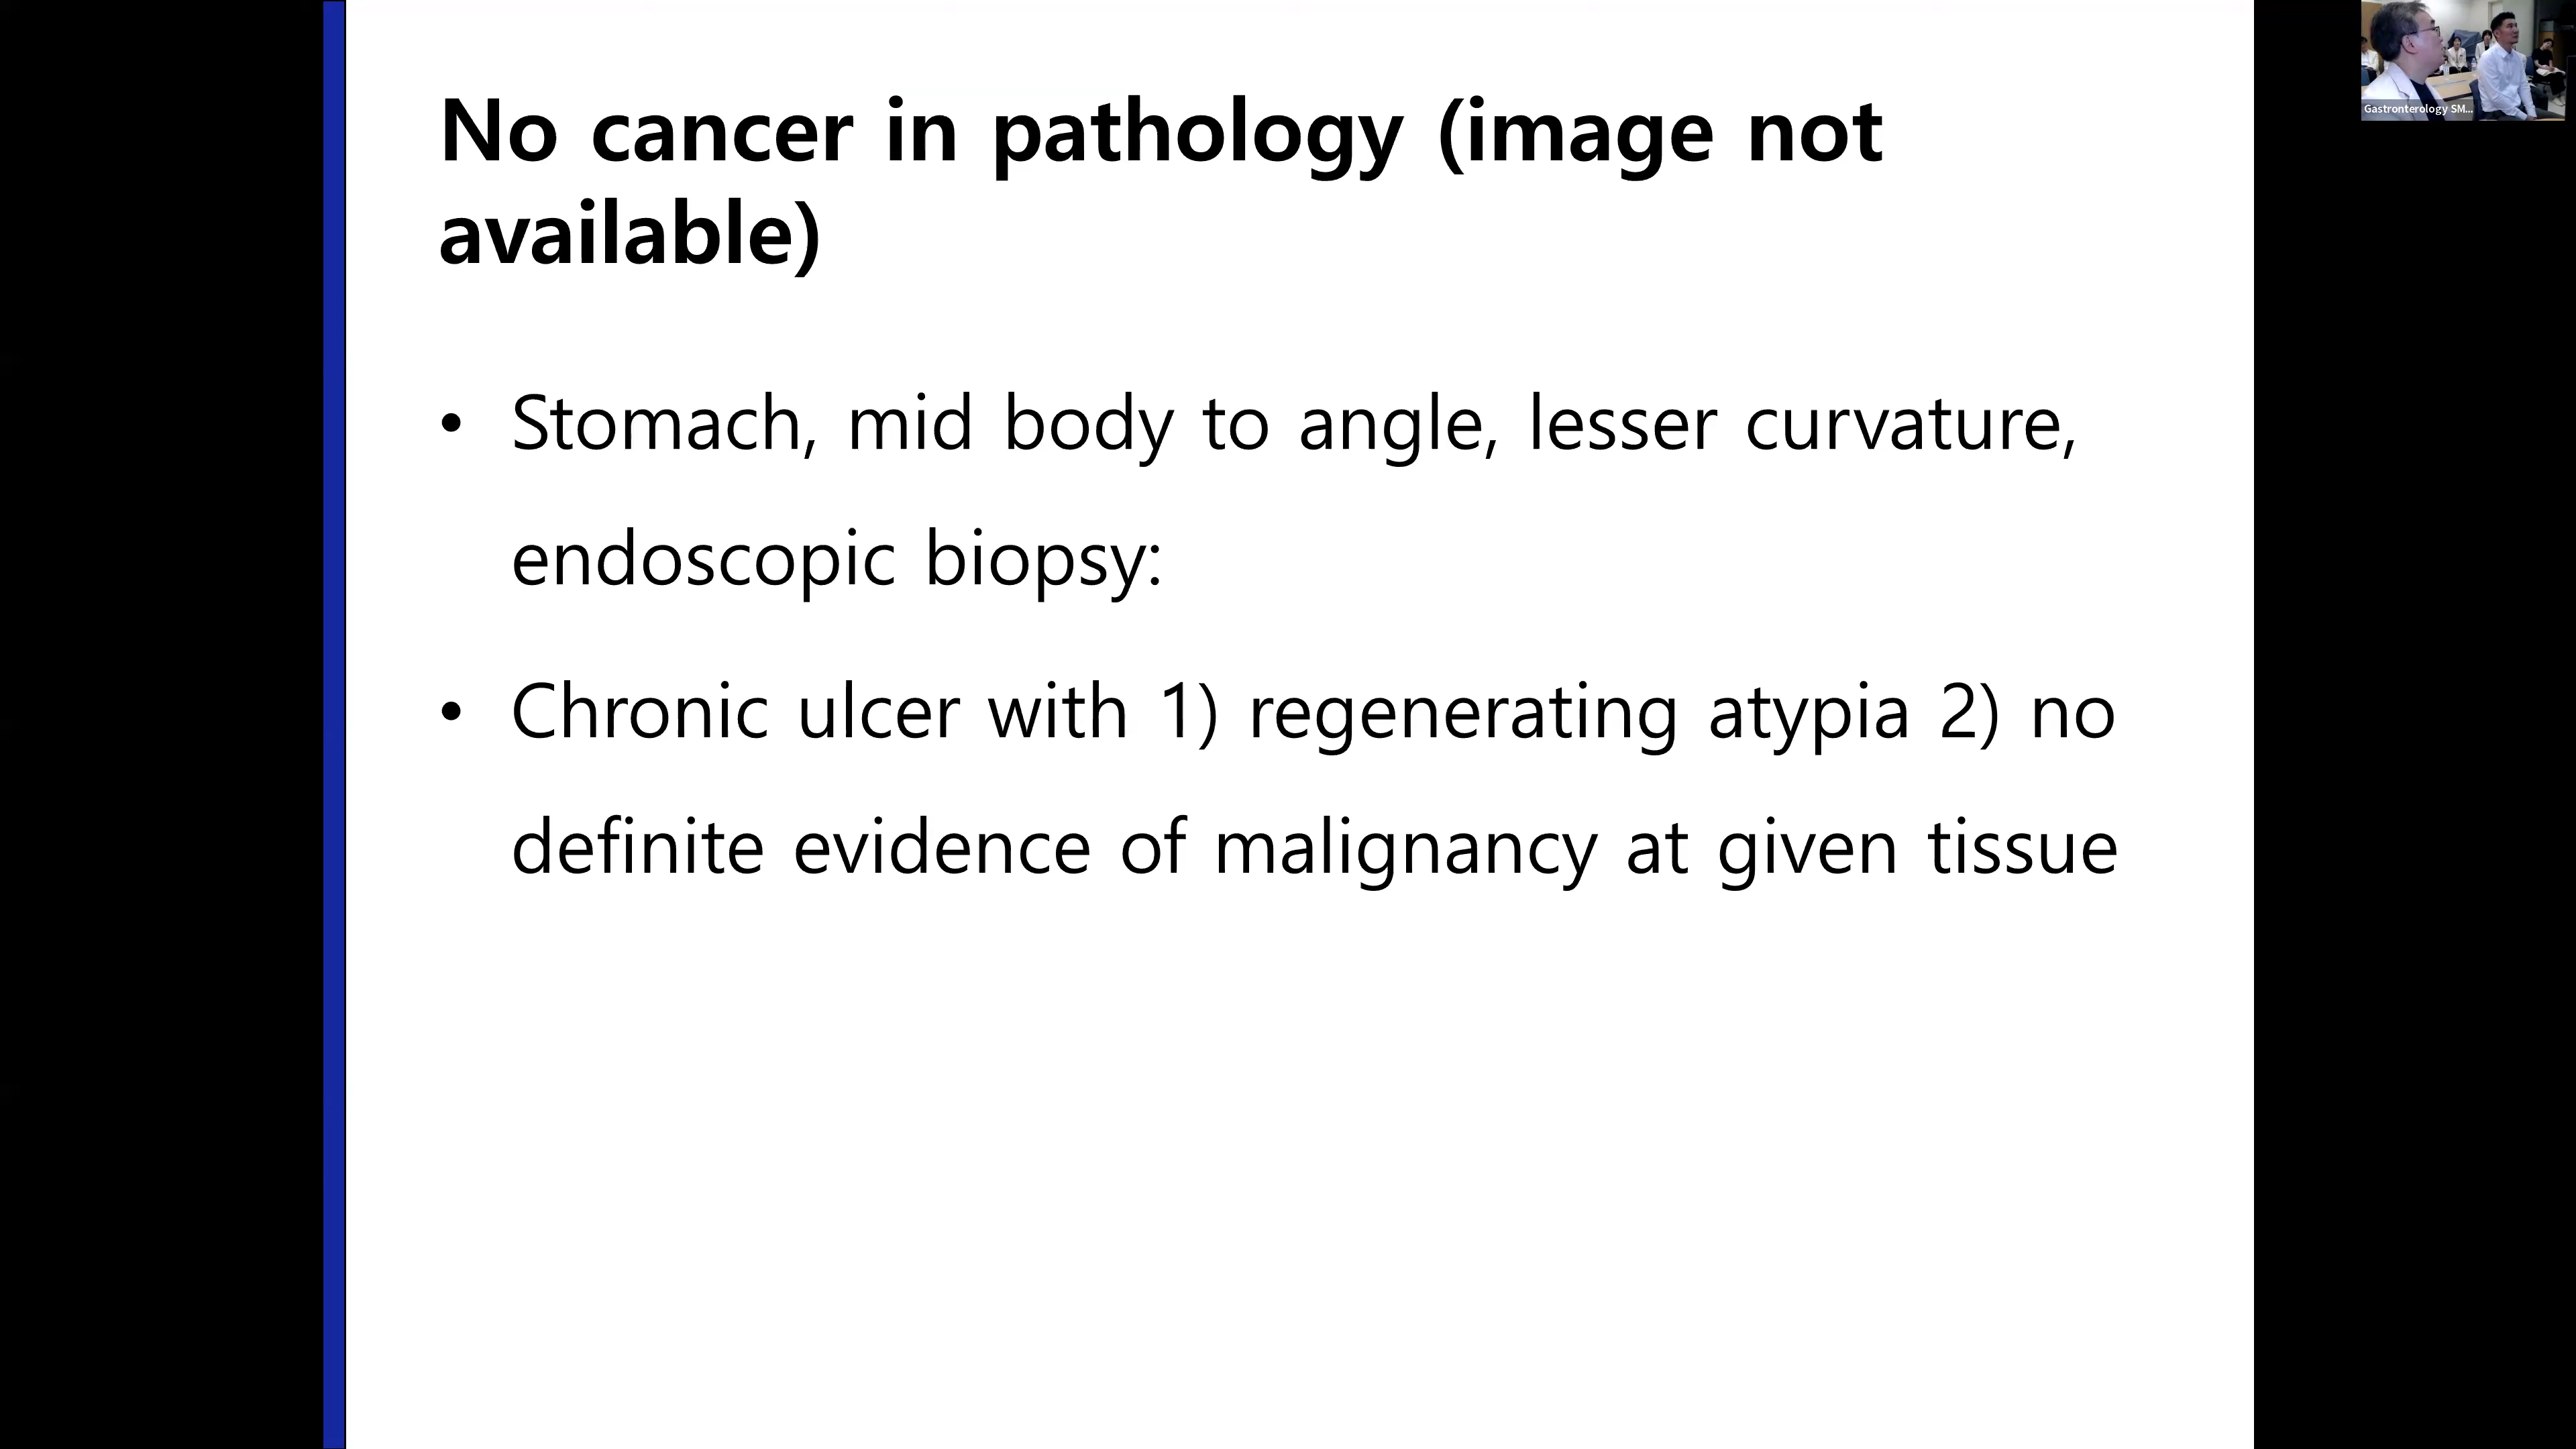 No cancer in pathology (image not
available)
• Stomach, mid body to angle, lesser curvature,
endoscopic biopsy:
• Chronic ulcer with 1) regenerating atypia 2) no
definite evidence of malignancy at given tissue
Gastronterology SM...